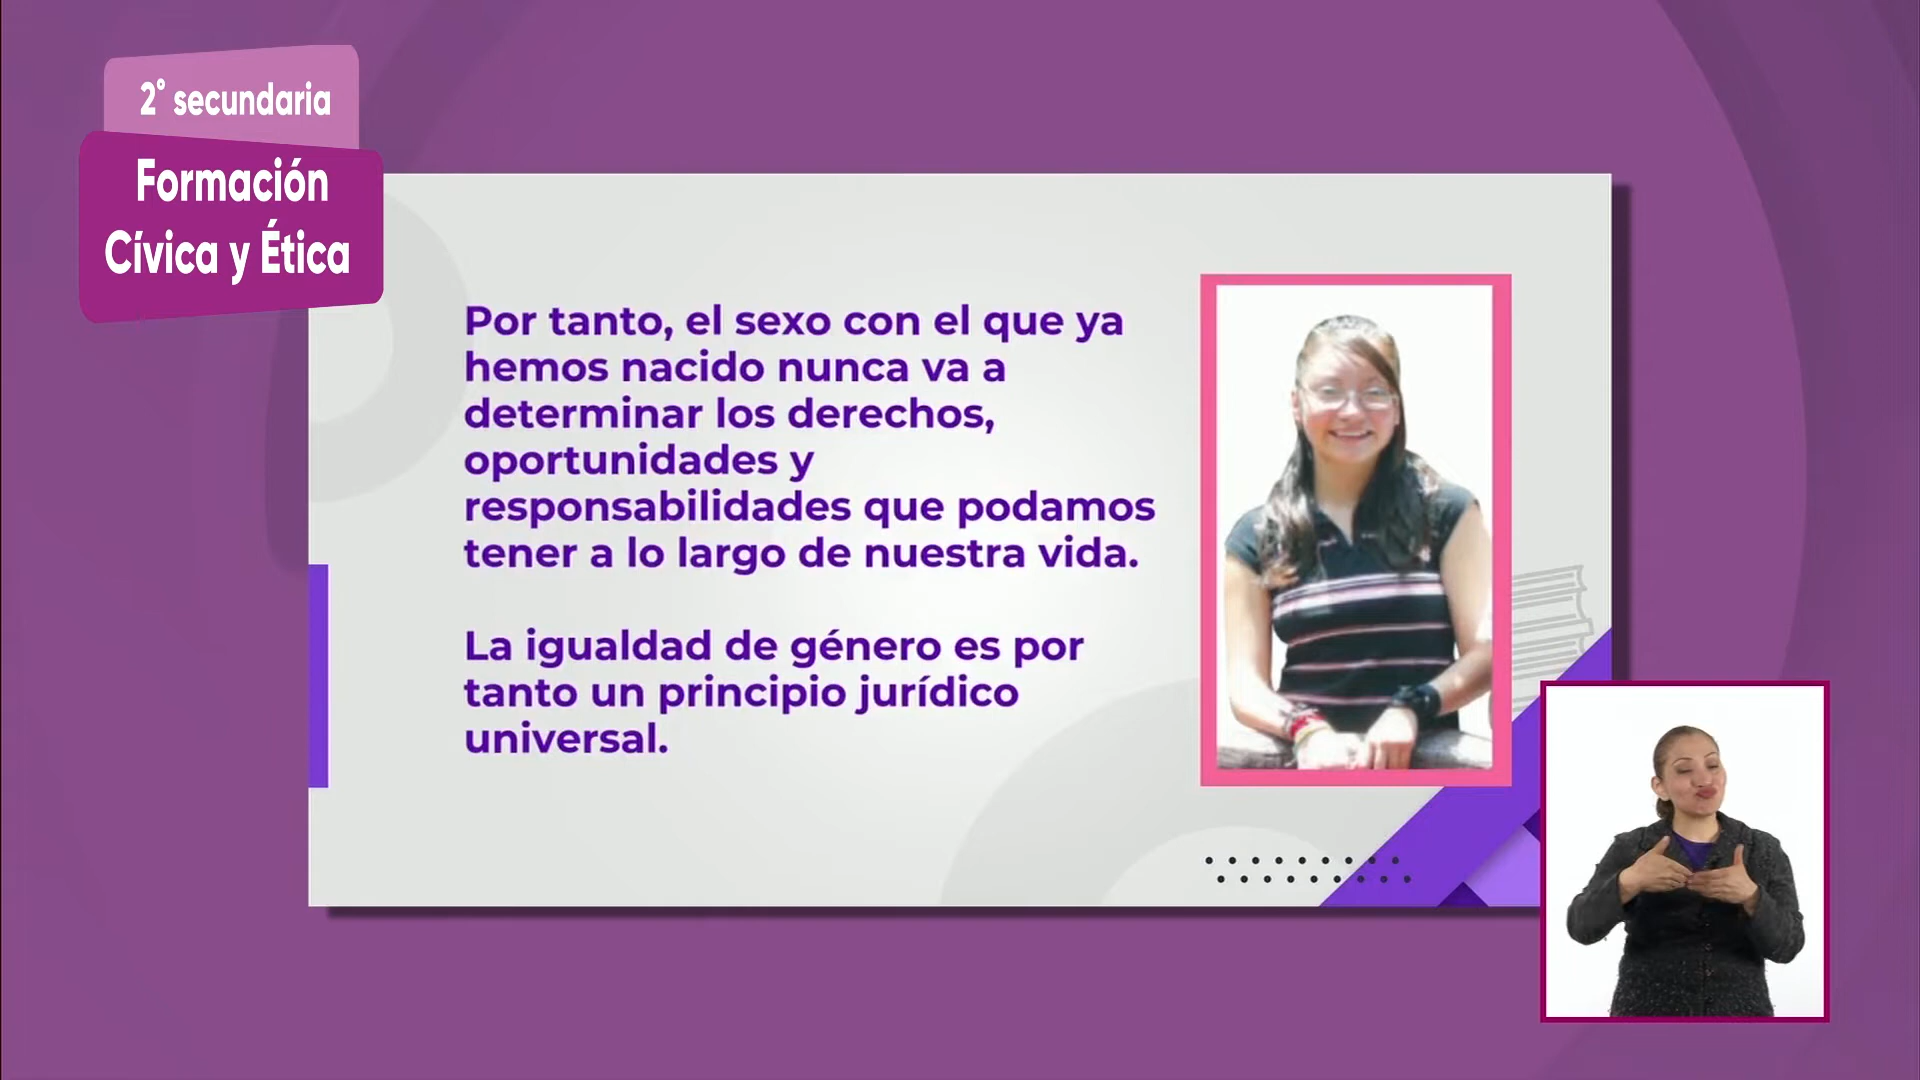 2° secundaria
Formación
Cívica y Ética
Por tanto, el sexo con el que ya
hemos nacido nunca va a
determinar los derechos,
oportunidades y
responsabilidades que podamos
tener a lo largo de nuestra vida.
La igualdad de género es por
tanto un principio jurídico
universal.